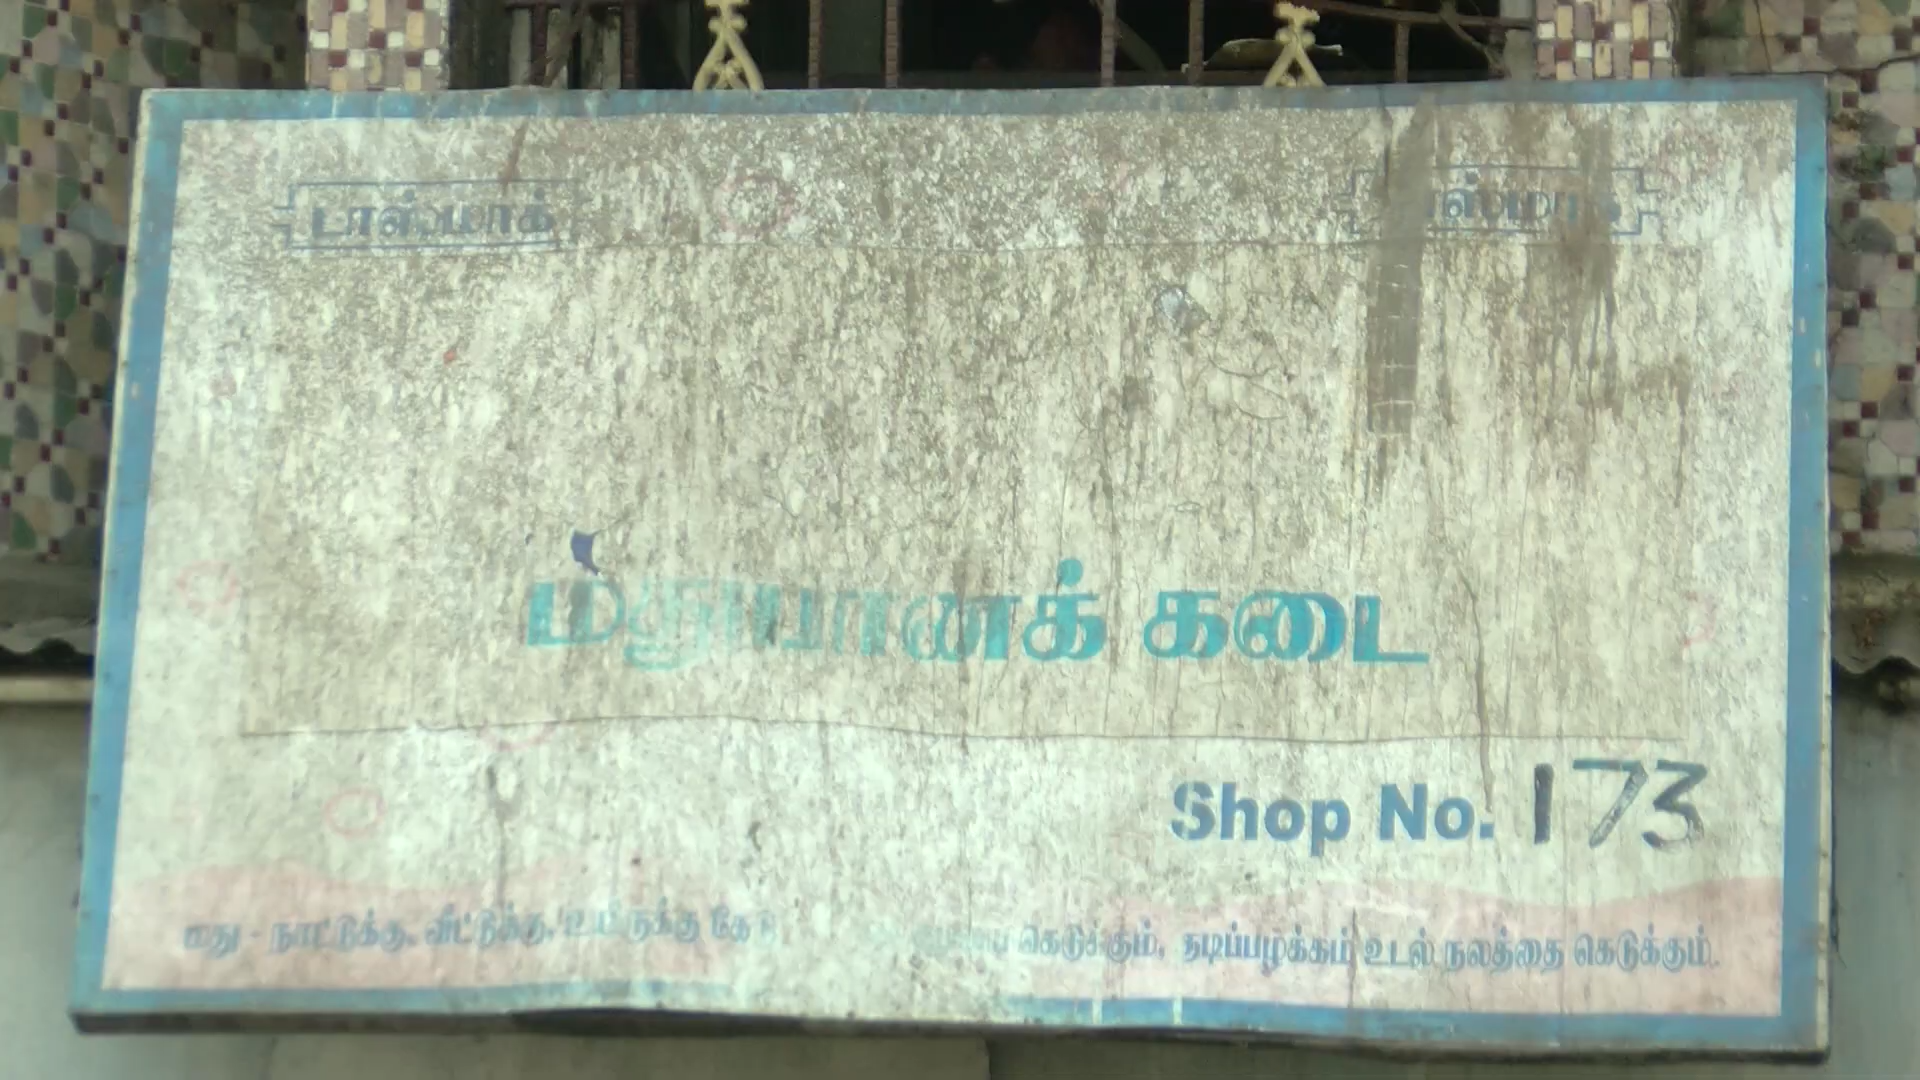 டாஸ்மாக் டாஸ்மாக்
மதுபானக் கடை
Shop No. 173
மது - நாட்டுக்கு, வீட்டுக்கு, உயிருக்கு கேடு கெடுக்கும், குடிப்பழக்கம் உடல் நலத்தை கெடுக்கும்.